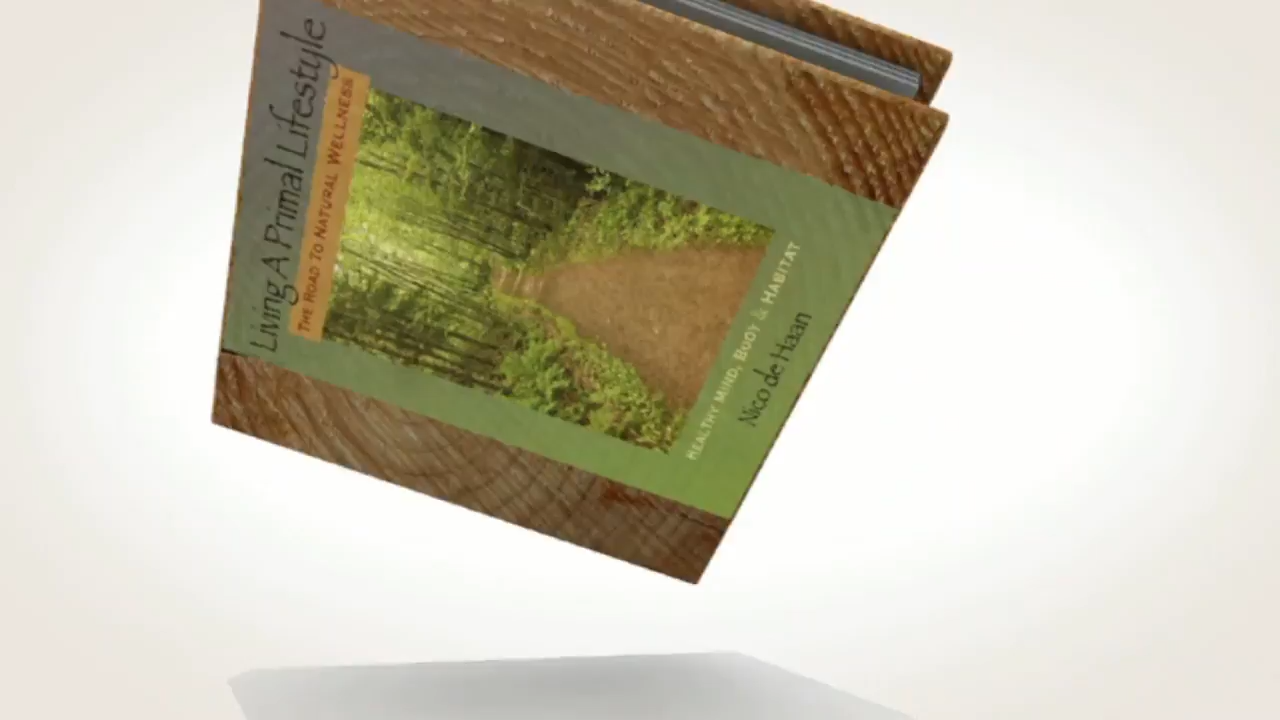 Living A Primal Lifestyle
THE ROAD TO NATURAL WELLNESS
HEALTHY MIND, BODY & HABITAT
Nico de Haan